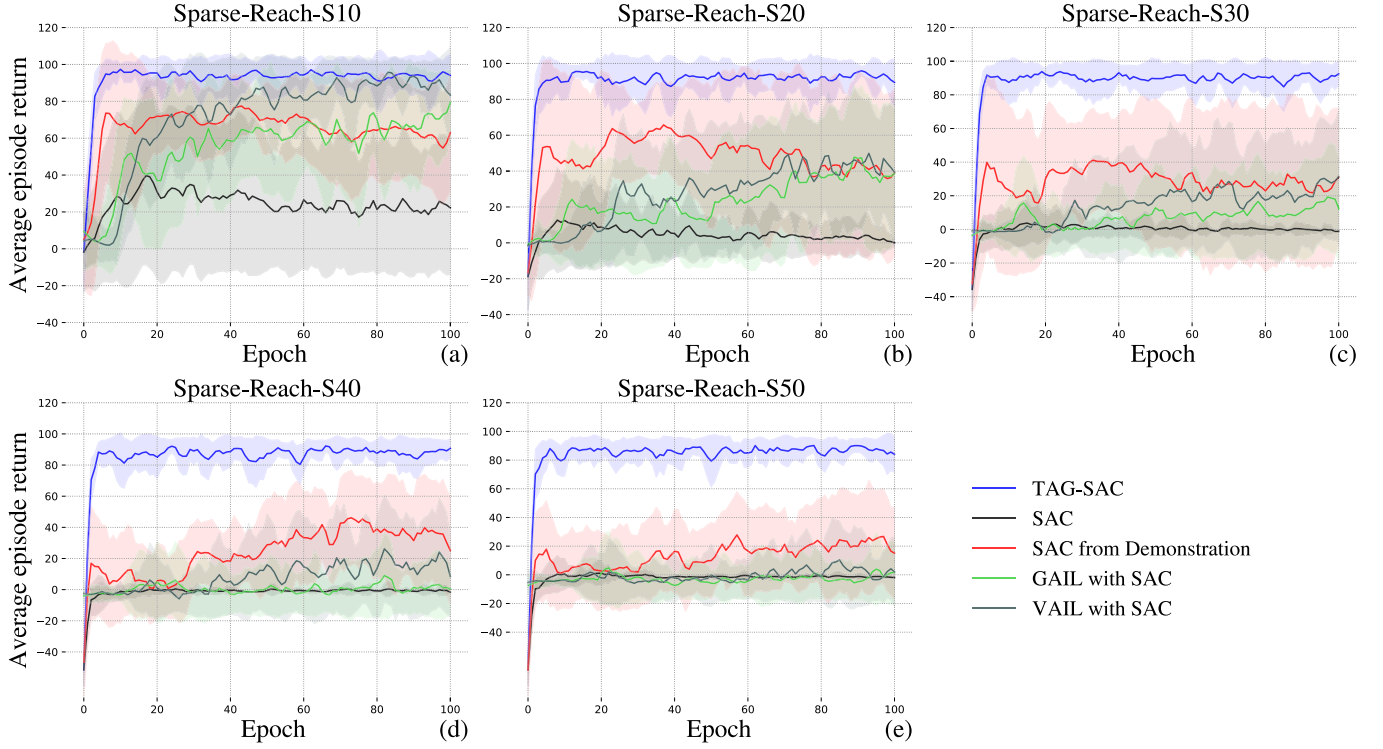 Sparse-Reach-S10
Sparse-Reach-S20
Sparse-Reach-S30
Average episode return
120
100
80
60
40
20
0
−20
−40
0 20 40 60 80 100
Epoch
(a)
120
100
80
60
40
20
0
−20
−40
0 20 40 60 80 100
Epoch
(b)
120
100
80
60
40
20
0
−20
−40
0 20 40 60 80 100
Epoch
(c)
Sparse-Reach-S40
Sparse-Reach-S50
Average episode return
120
100
80
60
40
20
0
−20
−40
0 20 40 60 80 100
Epoch
(d)
120
100
80
60
40
20
0
−20
−40
0 20 40 60 80 100
Epoch
(e)
TAG-SAC
SAC
SAC from Demonstration
GAIL with SAC
VAIL with SAC